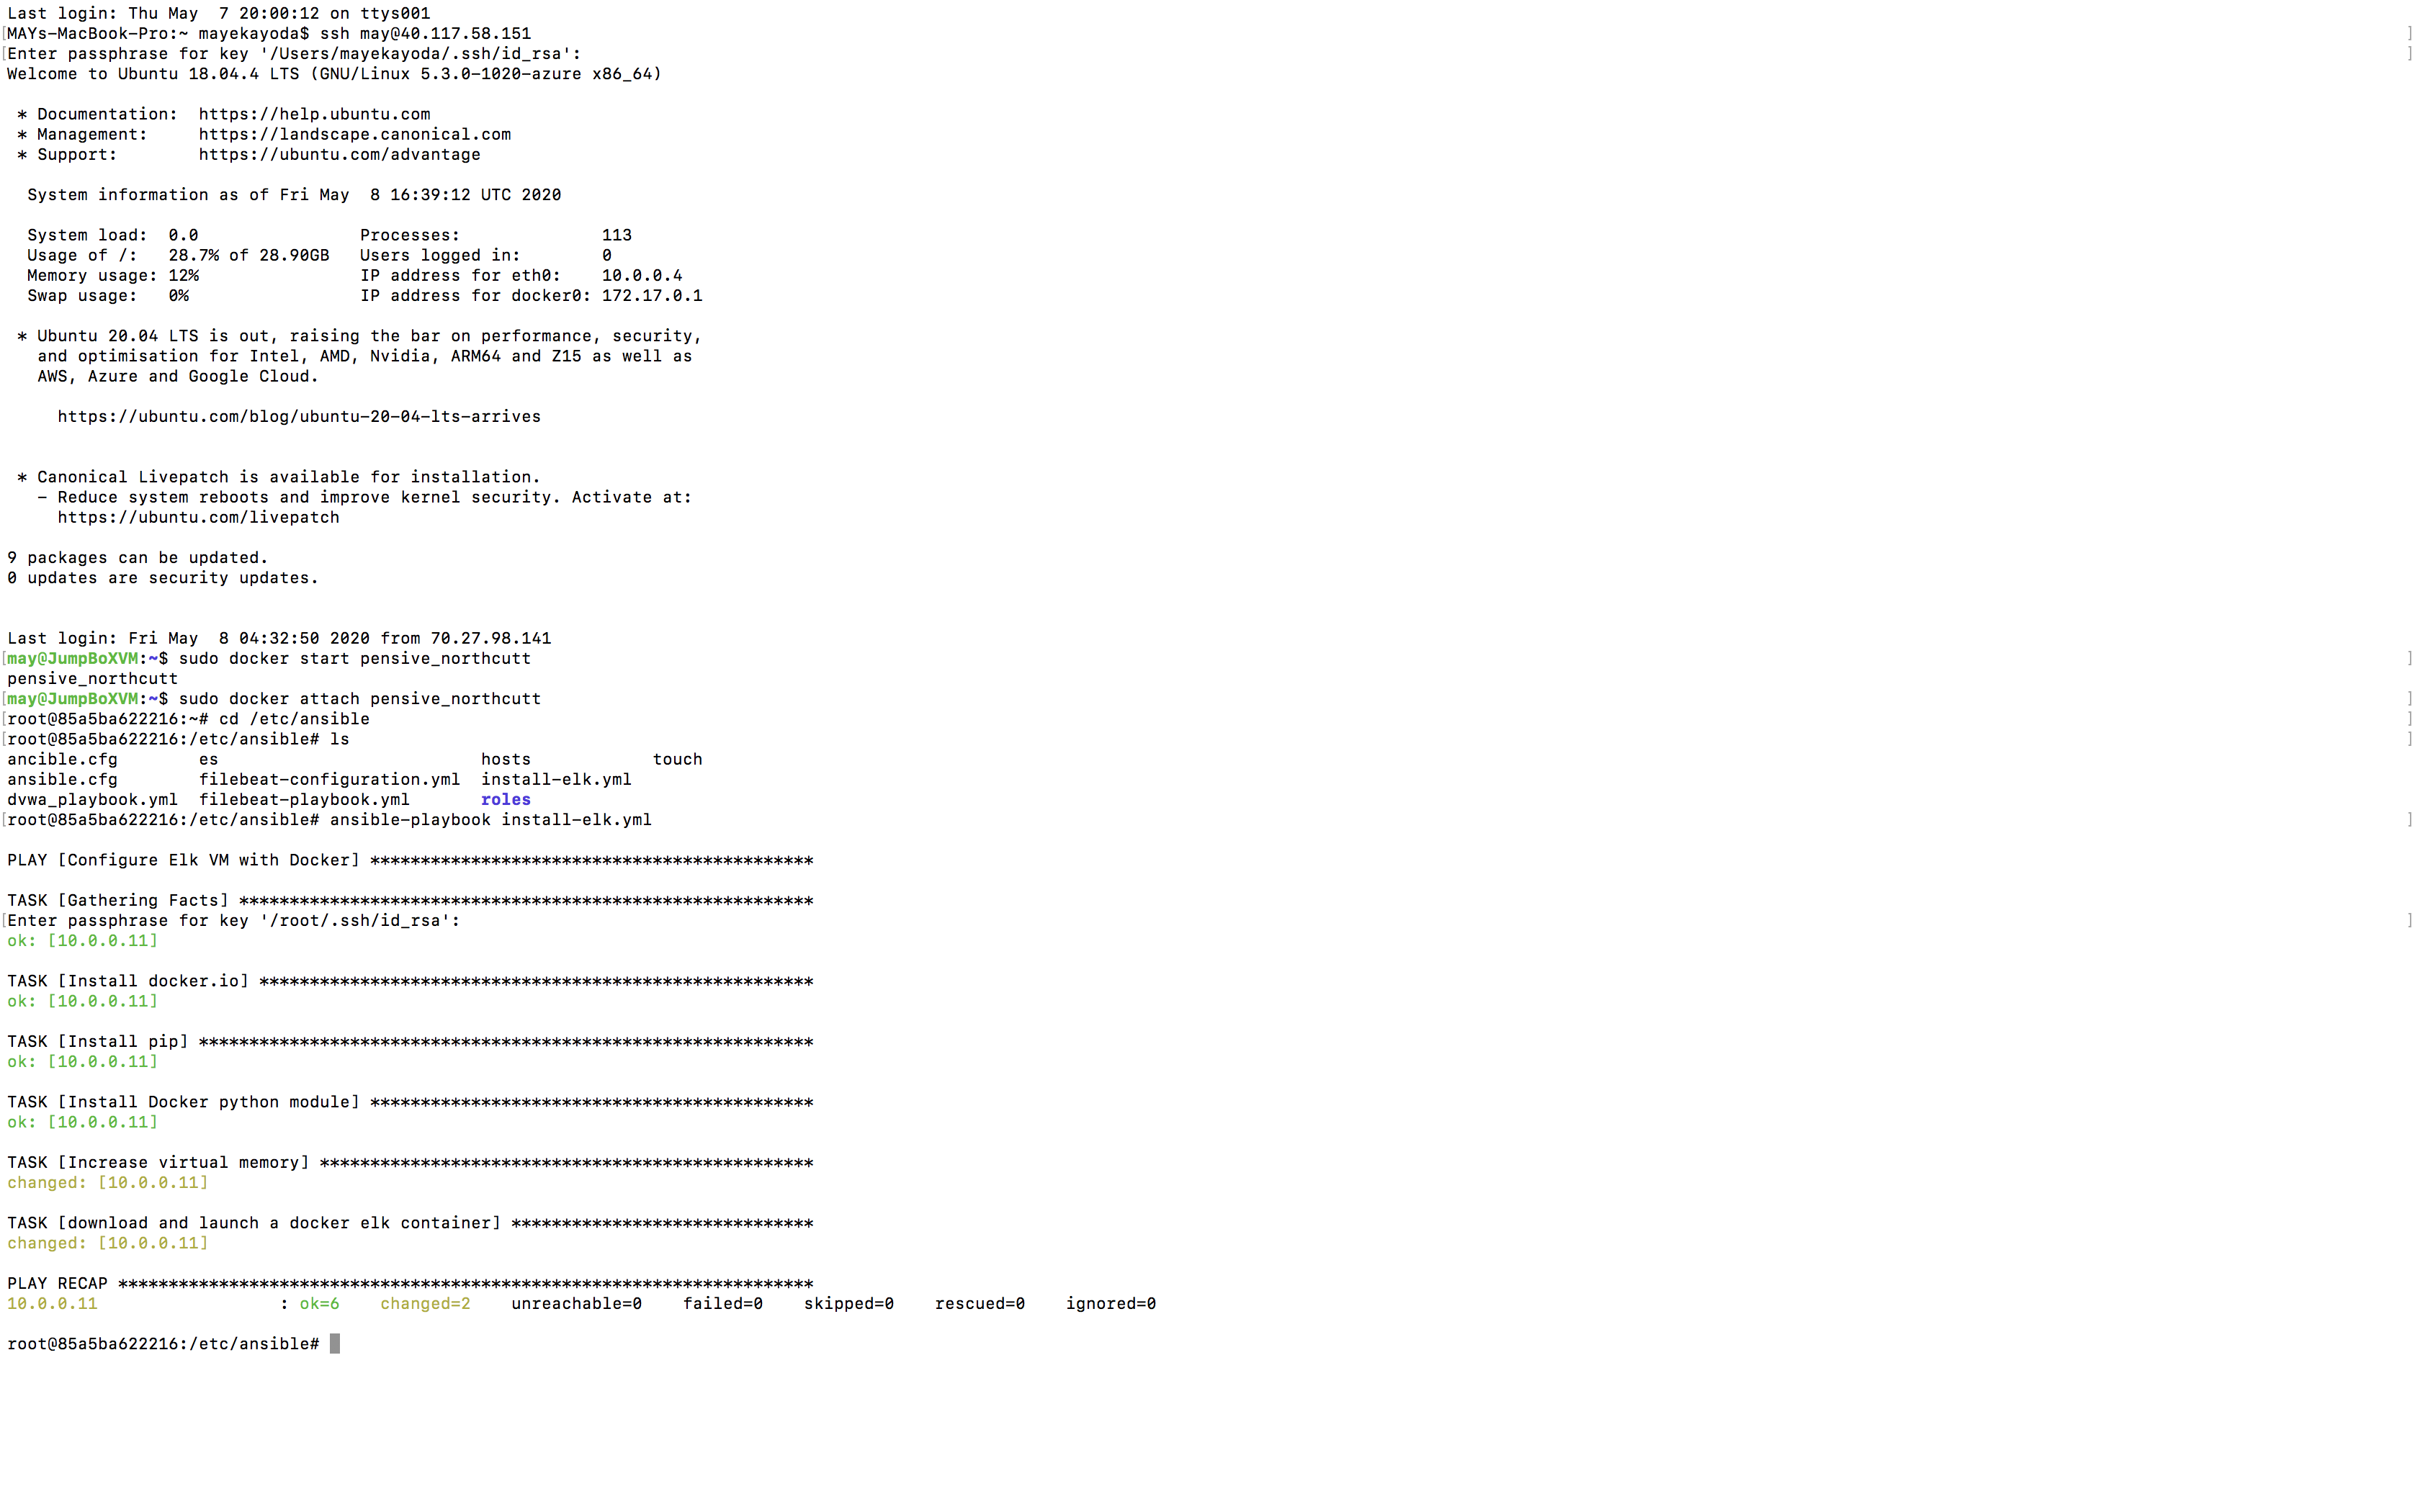 Last login: Thu May  7 20:00:12 on ttys001
[MAYs-MacBook-Pro:~ mayekayoda$ ssh may@40.117.58.151 ]
[Enter passphrase for key '/Users/mayekayoda/.ssh/id_rsa': ]
Welcome to Ubuntu 18.04.4 LTS (GNU/Linux 5.3.0-1020-azure x86_64)
* Documentation:  https://help.ubuntu.com
* Management:     https://landscape.canonical.com
* Support:        https://ubuntu.com/advantage
System information as of Fri May  8 16:39:12 UTC 2020
System load:  0.0                Processes:              113
Usage of /:   28.7% of 28.90GB   Users logged in:        0
Memory usage: 12%                IP address for eth0:    10.0.0.4
Swap usage:   0%                 IP address for docker0: 172.17.0.1
* Ubuntu 20.04 LTS is out, raising the bar on performance, security,
and optimisation for Intel, AMD, Nvidia, ARM64 and Z15 as well as
AWS, Azure and Google Cloud.
https://ubuntu.com/blog/ubuntu-20-04-lts-arrives
* Canonical Livepatch is available for installation.
- Reduce system reboots and improve kernel security. Activate at:
https://ubuntu.com/livepatch
9 packages can be updated.
0 updates are security updates.
Last login: Fri May  8 04:32:50 2020 from 70.27.98.141
[may@JumpBoXVM:~$ sudo docker start pensive_northcutt ]
pensive_northcutt
[may@JumpBoXVM:~$ sudo docker attach pensive_northcutt ]
[root@85a5ba622216:~# cd /etc/ansible ]
[root@85a5ba622216:/etc/ansible# ls ]
ancible.cfg        es                          hosts            touch
ansible.cfg        filebeat-configuration.yml  install-elk.yml
dvwa_playbook.yml  filebeat-playbook.yml       roles
[root@85a5ba622216:/etc/ansible# ansible-playbook install-elk.yml ]
PLAY [Configure Elk VM with Docker] ********************************************
TASK [Gathering Facts] *********************************************************
[Enter passphrase for key '/root/.ssh/id_rsa': ]
ok: [10.0.0.11]
TASK [Install docker.io] *******************************************************
ok: [10.0.0.11]
TASK [Install pip] *************************************************************
ok: [10.0.0.11]
TASK [Install Docker python module] ********************************************
ok: [10.0.0.11]
TASK [Increase virtual memory] *************************************************
changed: [10.0.0.11]
TASK [download and launch a docker elk container] ******************************
changed: [10.0.0.11]
PLAY RECAP *********************************************************************
10.0.0.11                  : ok=6    changed=2    unreachable=0    failed=0    skipped=0    rescued=0    ignored=0
root@85a5ba622216:/etc/ansible#